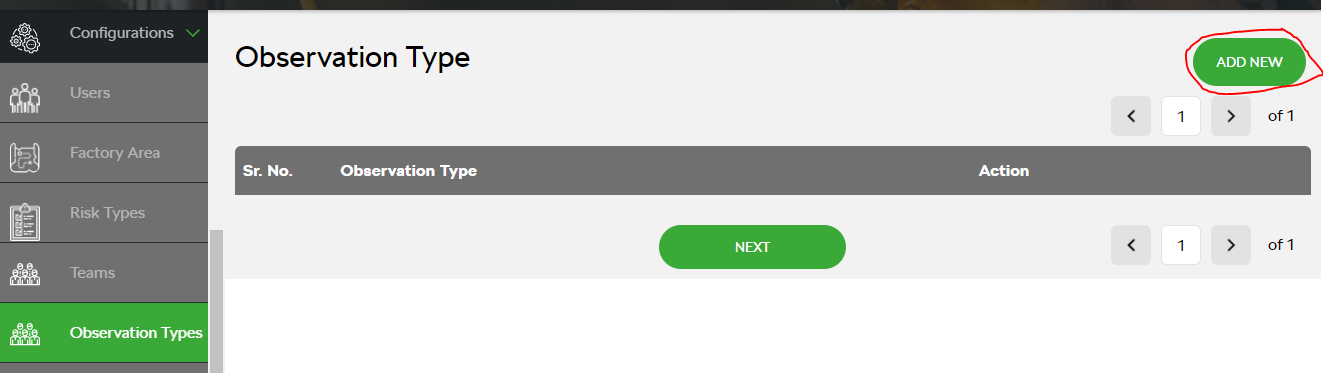 Configurations
Users
Factory Area
Risk Types
Teams
Observation Types
Observation Type
ADD NEW
1
of 1
Sr. No. Observation Type Action
NEXT
1
of 1